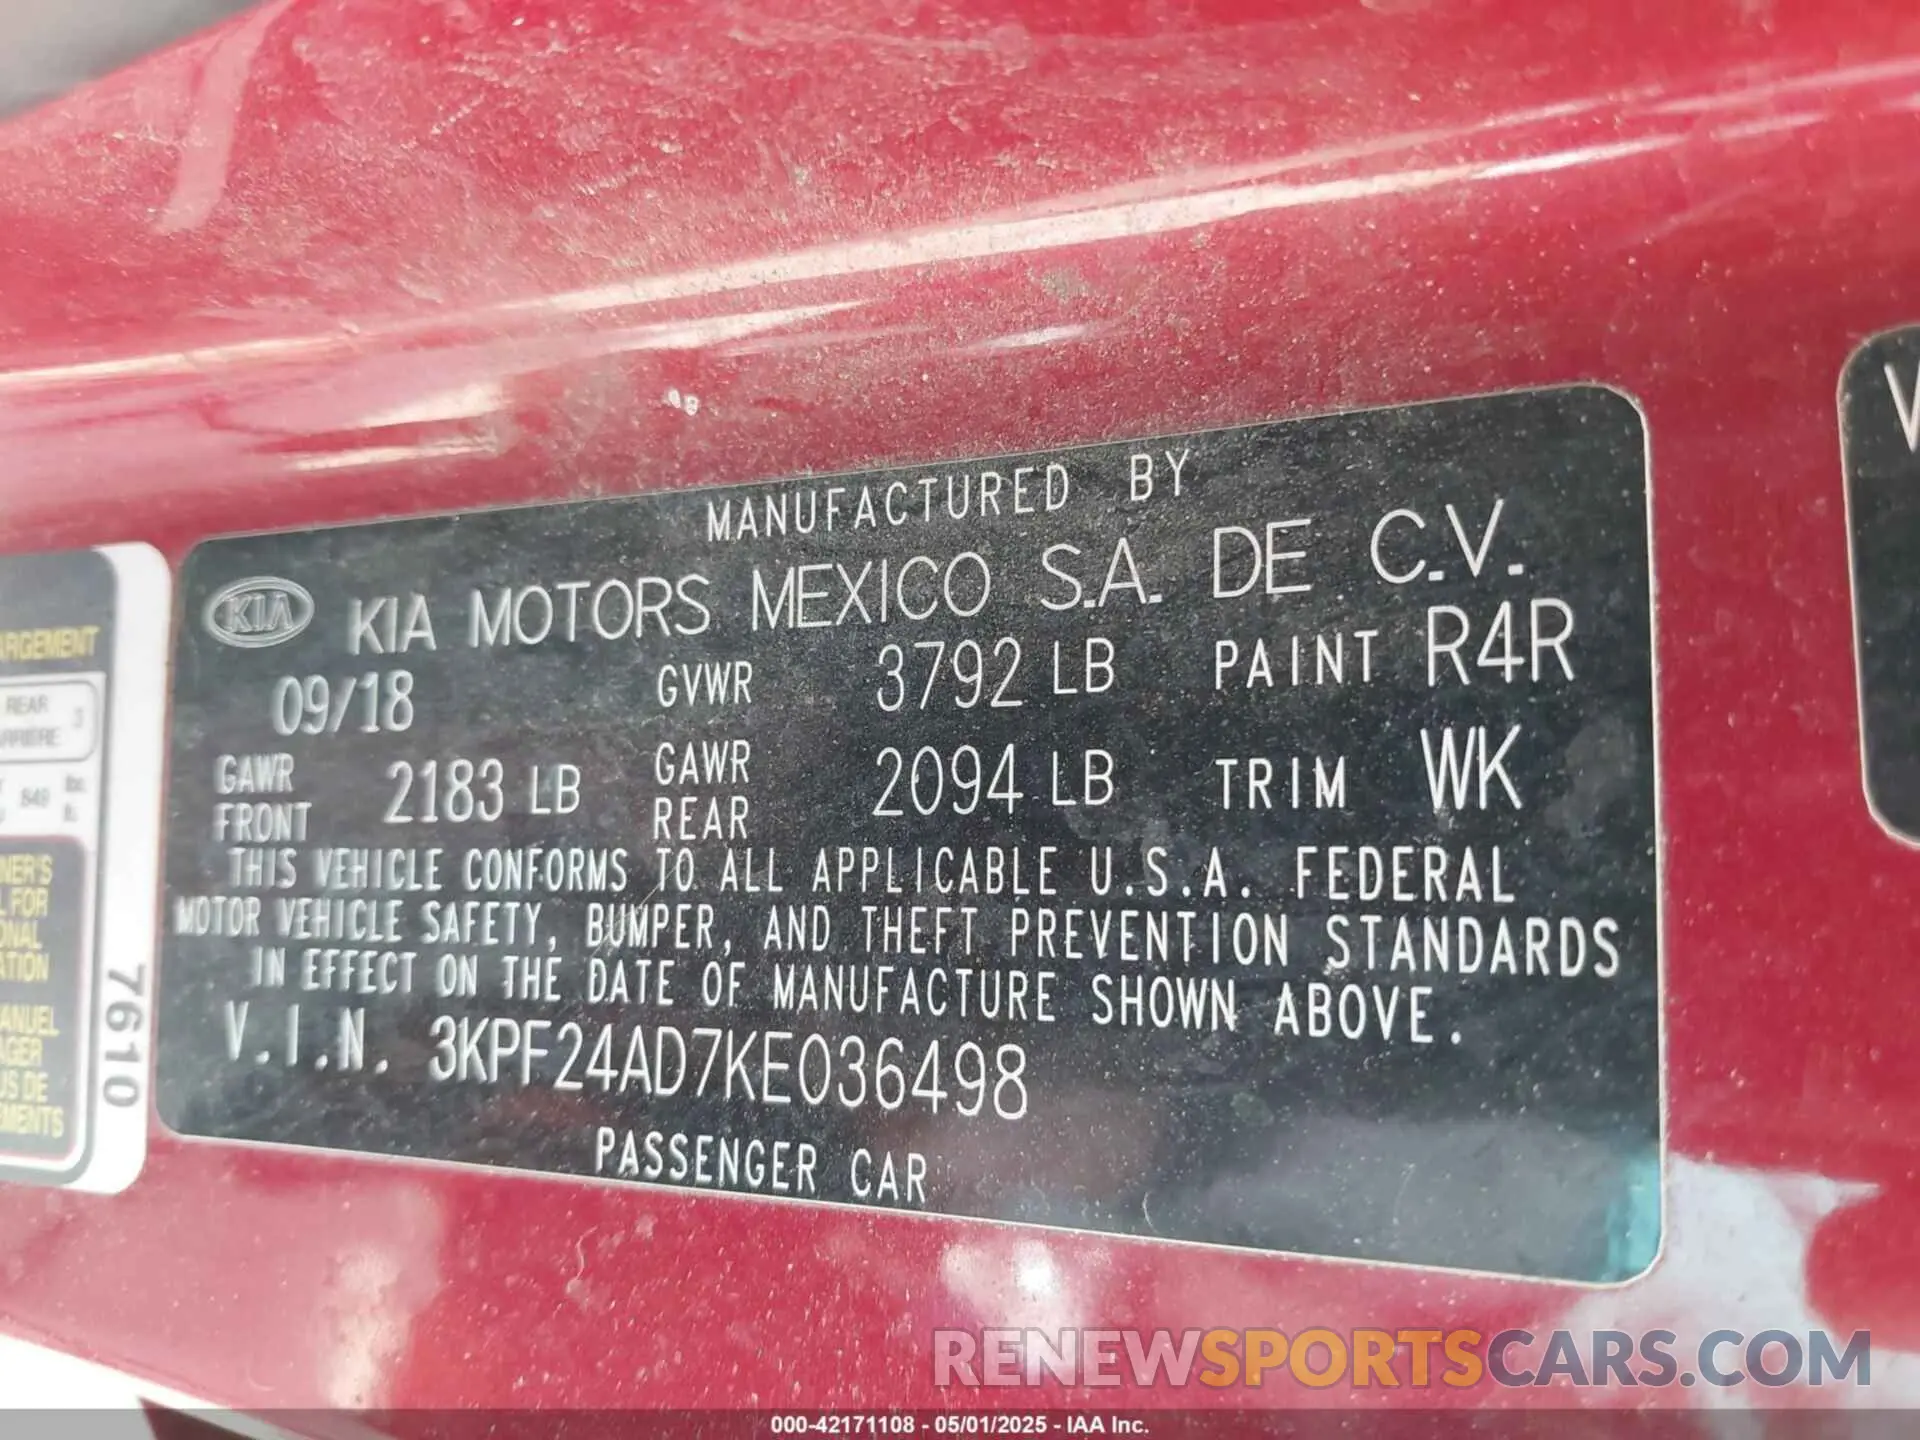 MANUFACTURED BY
KIA KIA MOTORS MEXICO S.A. DE C.V.
09/18 GVWR 3792 LB PAINT R4R
GAWR FRONT 2183 LB GAWR REAR 2094 LB TRIM WK
THIS VEHICLE CONFORMS TO ALL APPLICABLE U.S.A. FEDERAL
MOTOR VEHICLE SAFETY, BUMPER, AND THEFT PREVENTION STANDARDS
IN EFFECT ON THE DATE OF MANUFACTURE SHOWN ABOVE.
V.I.N. 3KPF24AD7KE036498
PASSENGER CAR
REAR
849
7610
RENEWSPORTSCARS.COM
000-42171108 - 05/01/2025 - IAA Inc.